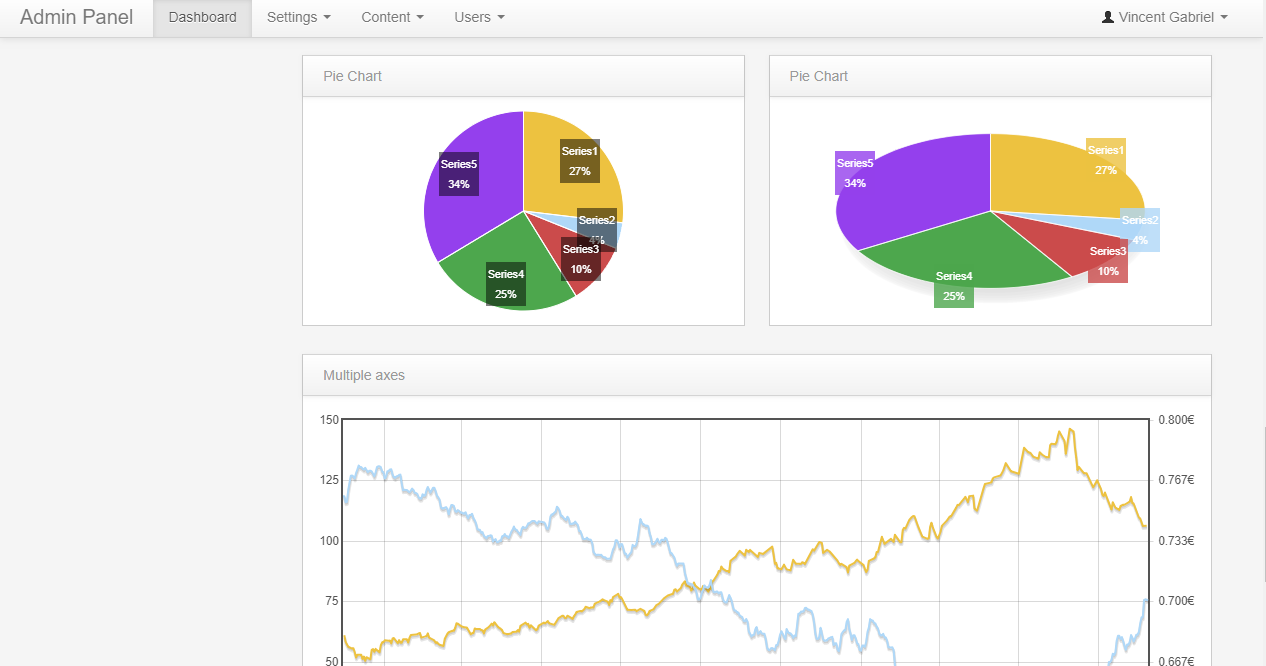 Admin Panel Dashboard Settings Content Users Vincent Gabriel
Pie Chart
Series1
27%
Series2
4%
Series3
10%
Series4
25%
Series5
34%
Pie Chart
Series1
27%
Series2
4%
Series3
10%
Series4
25%
Series5
34%
Multiple axes
150 0.800€
125 0.767€
100 0.733€
75 0.700€
50 0.667€